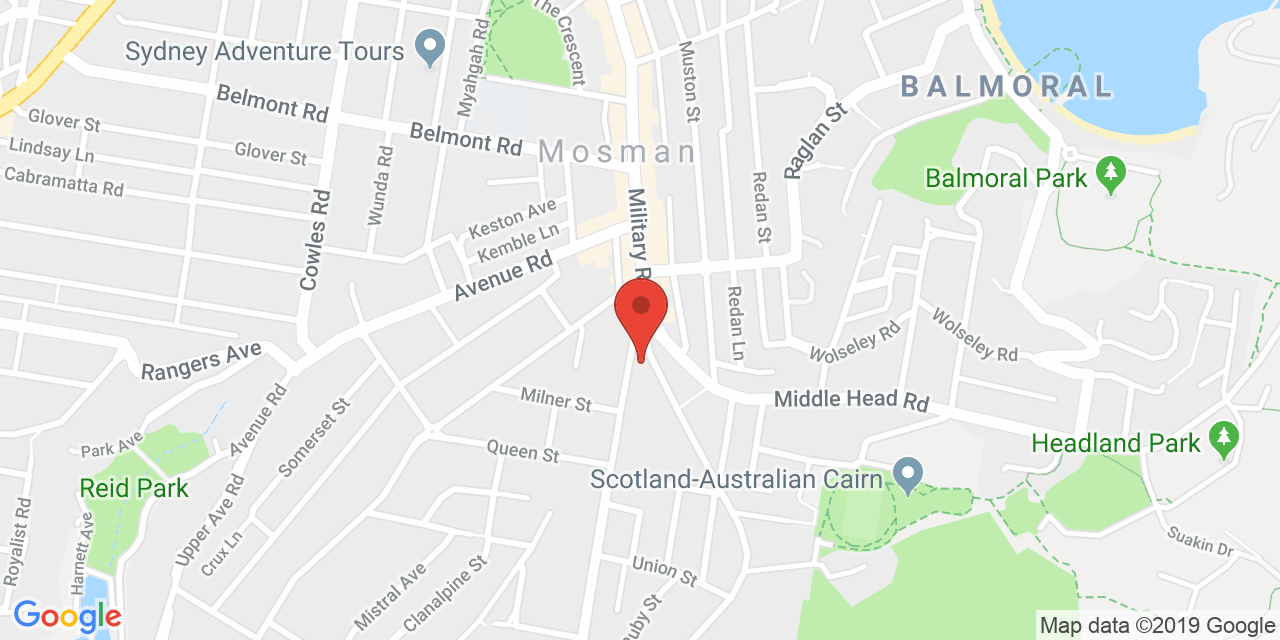 The Crescent
Sydney Adventure Tours
Myahgah Rd
Muston St
BALMORAL
Belmont Rd
Glover St
Belmont Rd
Raglan St
Lindsay Ln
Glover St
Mosman
Cabramatta Rd
Wunda Rd
Redan St
Balmoral Park
Cowles Rd
Keston Ave
Military R
Kemble Ln
Avenue Rd
Redan Ln
Wolseley Rd
Wolseley Rd
Rangers Ave
Milner St
Middle Head Rd
Avenue Rd
Somerset St
Park Ave
Queen St
Headland Park
Reid Park
Scotland-Australian Cairn
Upper Ave Rd
Royalist Rd
Harnett Ave
Crux Ln
Suakin Dr
Mistral Ave
Clanalpine St
Union St
uby St
Google
Map data ©2019 Google